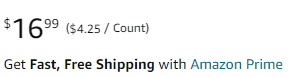 $16.99 ($4.25 / Count)
Get Fast, Free Shipping with Amazon Prime